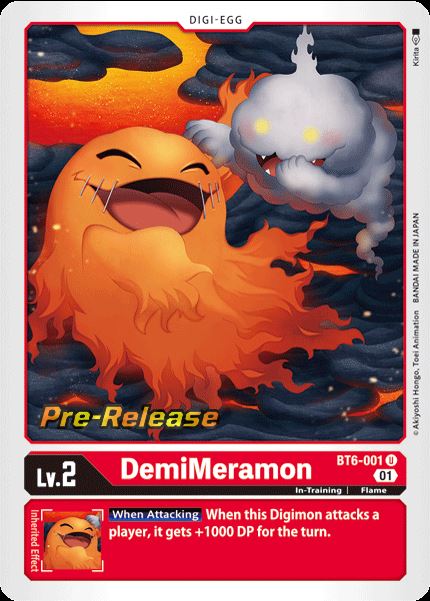 DIGI-EGG
Kirita
©Akiyoshi Hongo, Toei Animation BANDAI MADE IN JAPAN
Pre-Release
Lv.2
DemiMeramon
BT6-001 U
01
In-Training | Flame
Inherited Effect
When Attacking When this Digimon attacks a
player, it gets +1000 DP for the turn.